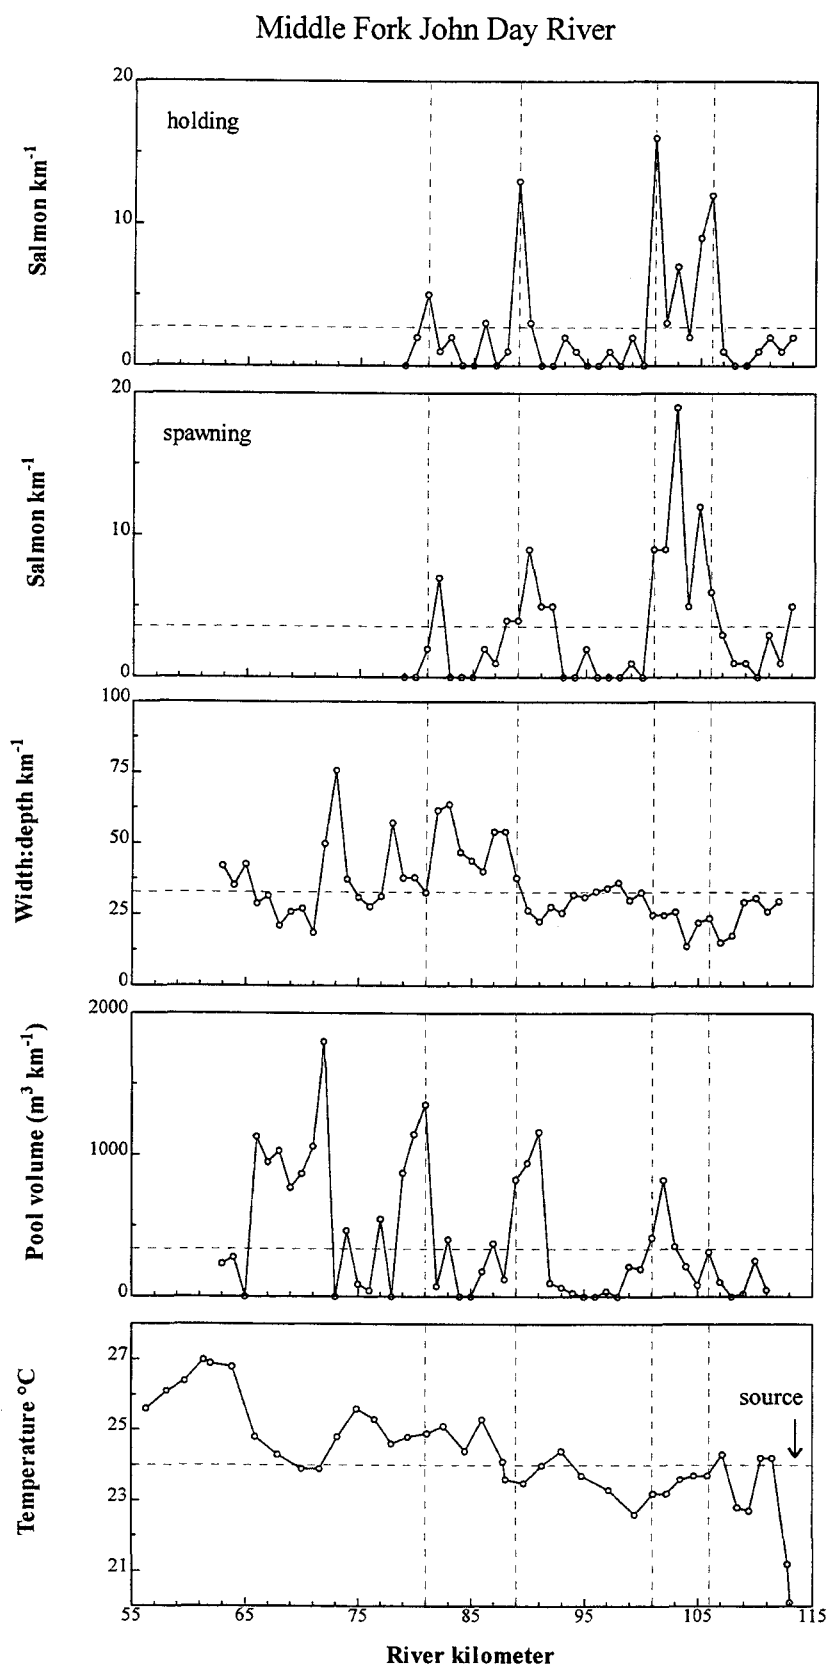 Middle Fork John Day River
20
holding
Salmon km⁻¹
10
0
20
spawning
Salmon km⁻¹
10
0
100
75
Width:depth km⁻¹
50
25
0
2000
Pool volume (m³ km⁻¹)
1000
0
27
source
Temperature °C
25
23
21
55 65 75 85 95 105 115
River kilometer